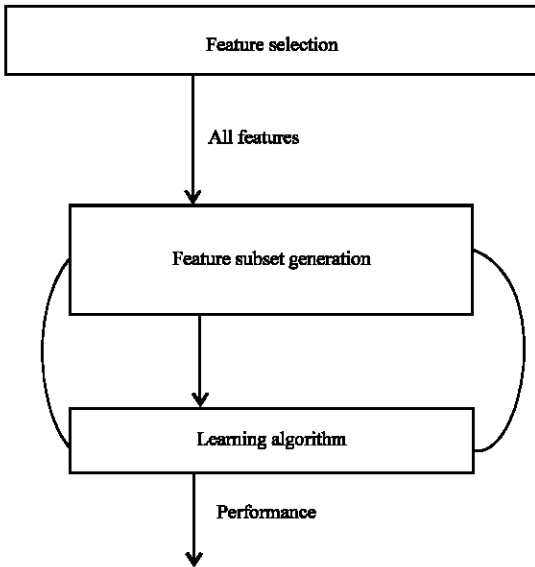 Feature selection
All features
Feature subset generation
Learning algorithm
Performance